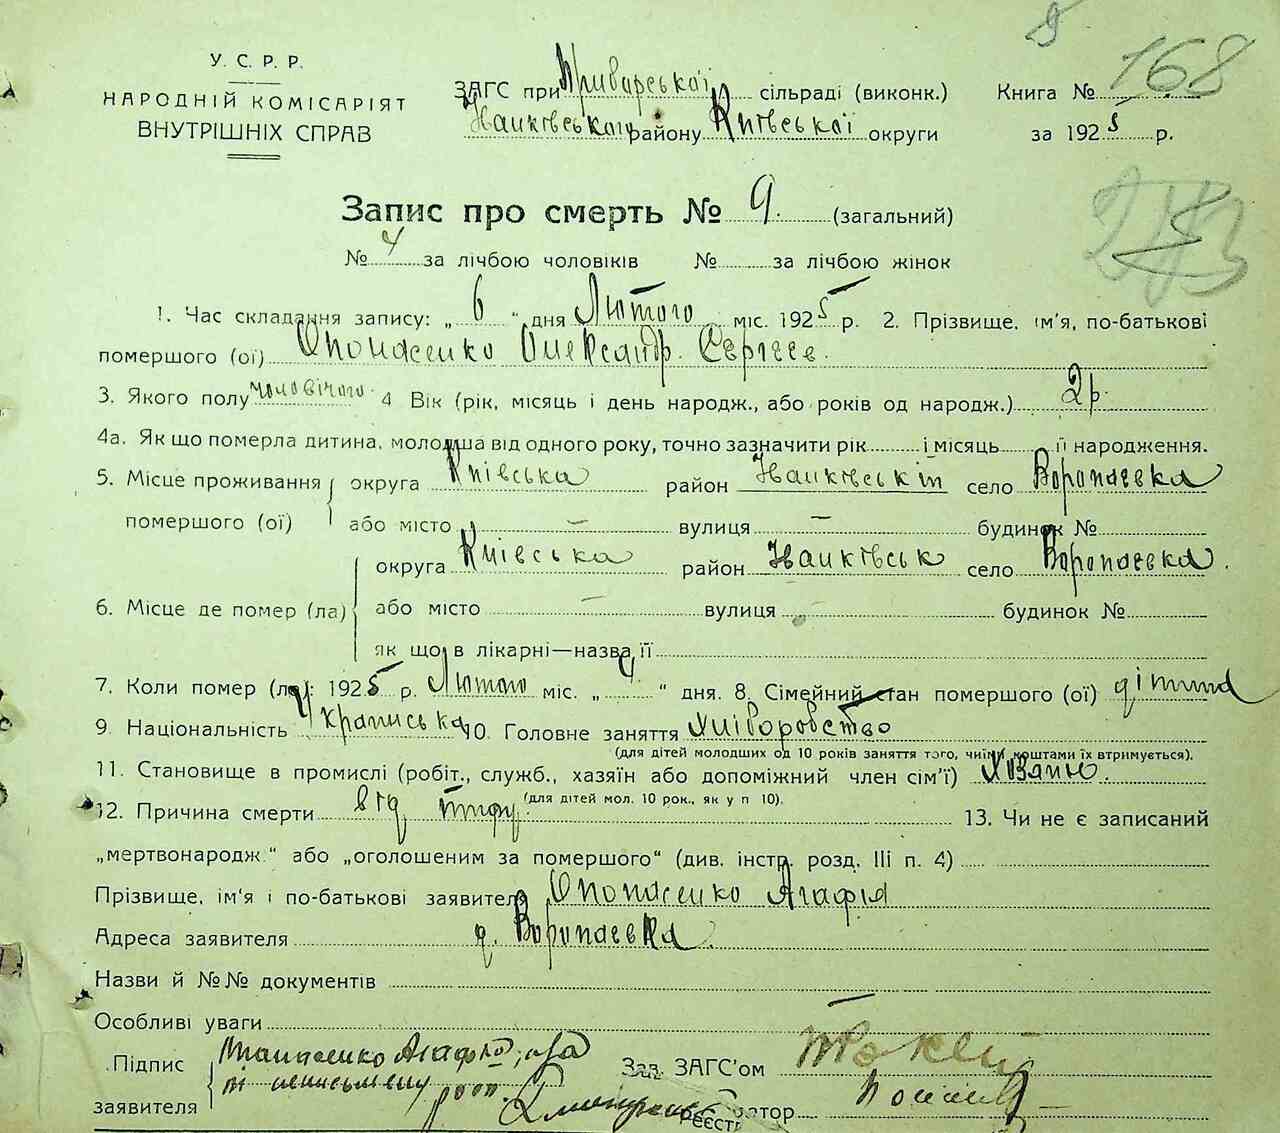 У. С. Р. Р.
НАРОДНІЙ КОМІСАРІЯТ
ВНУТРІШНІХ СПРАВ
ЗАГС при Приварської сільраді (виконк.)
району Київської округи
Книга № 168
за 1925 р.
Запис про смерть № 9. (загальний)
№ 4 за лічбою чоловіків № за лічбою жінок
1. Час складання запису: „ 6 “ дня Лютого міс. 1925 р. 2. Прізвище, ім'я, по-батькові
помершого (ої) Опонасенко Олександр. Сергеев.
3. Якого полу чоловічого 4 Вік (рік, місяць і день народж., або років од народж.) 2 р.
4а. Як що померла дитина, молодша від одного року, точно зазначити рік і місяць її народження.
5. Місце проживання помершого (ої) округа Київська район село Воропаевка
або місто — вулиця — будинок №
6. Місце де помер (ла) округа Київська район село Воропаевка.
або місто — вулиця будинок №
як що в лікарні—назва її
7. Коли помер (ла): 1925 р. Лютого міс. „ 4 “ дня. 8. Сімейний стан помершого (ої) дітина
9. Національність Українська 10. Головне заняття Хліборобство
(для дітей молодших од 10 років заняття того, чиїми коштами їх втримується).
11. Становище в промислі (робіт., служб., хазяїн або допоміжний член сім'ї) Хозяїн.
(для дітей мол. 10 рок., як у п 10).
12. Причина смерти від тифу. 13. Чи не є записаний
„мертвонародж.“ або „оголошеним за помершого“ (див. інстр. розд. III п. 4)
Прізвище, ім'я і по-батькові заявителя Опонасенко Агафія
Адреса заявителя д. Воропаевка.
Назви й №№ документів
Особливі уваги
Підпис заявителя Агафія
Зав. ЗАГС'ом
Реєстратор